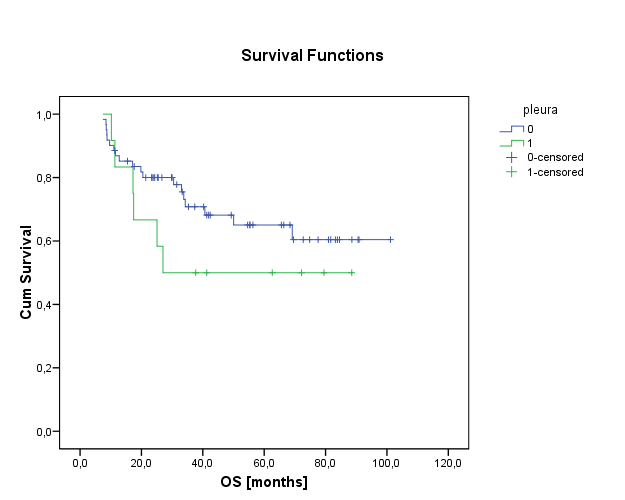 Survival Functions
pleura
0
1
0-censored
1-censored
1,0
0,8
0,6
0,4
0,2
0,0
Cum Survival
0,0 20,0 40,0 60,0 80,0 100,0 120,0
OS [months]